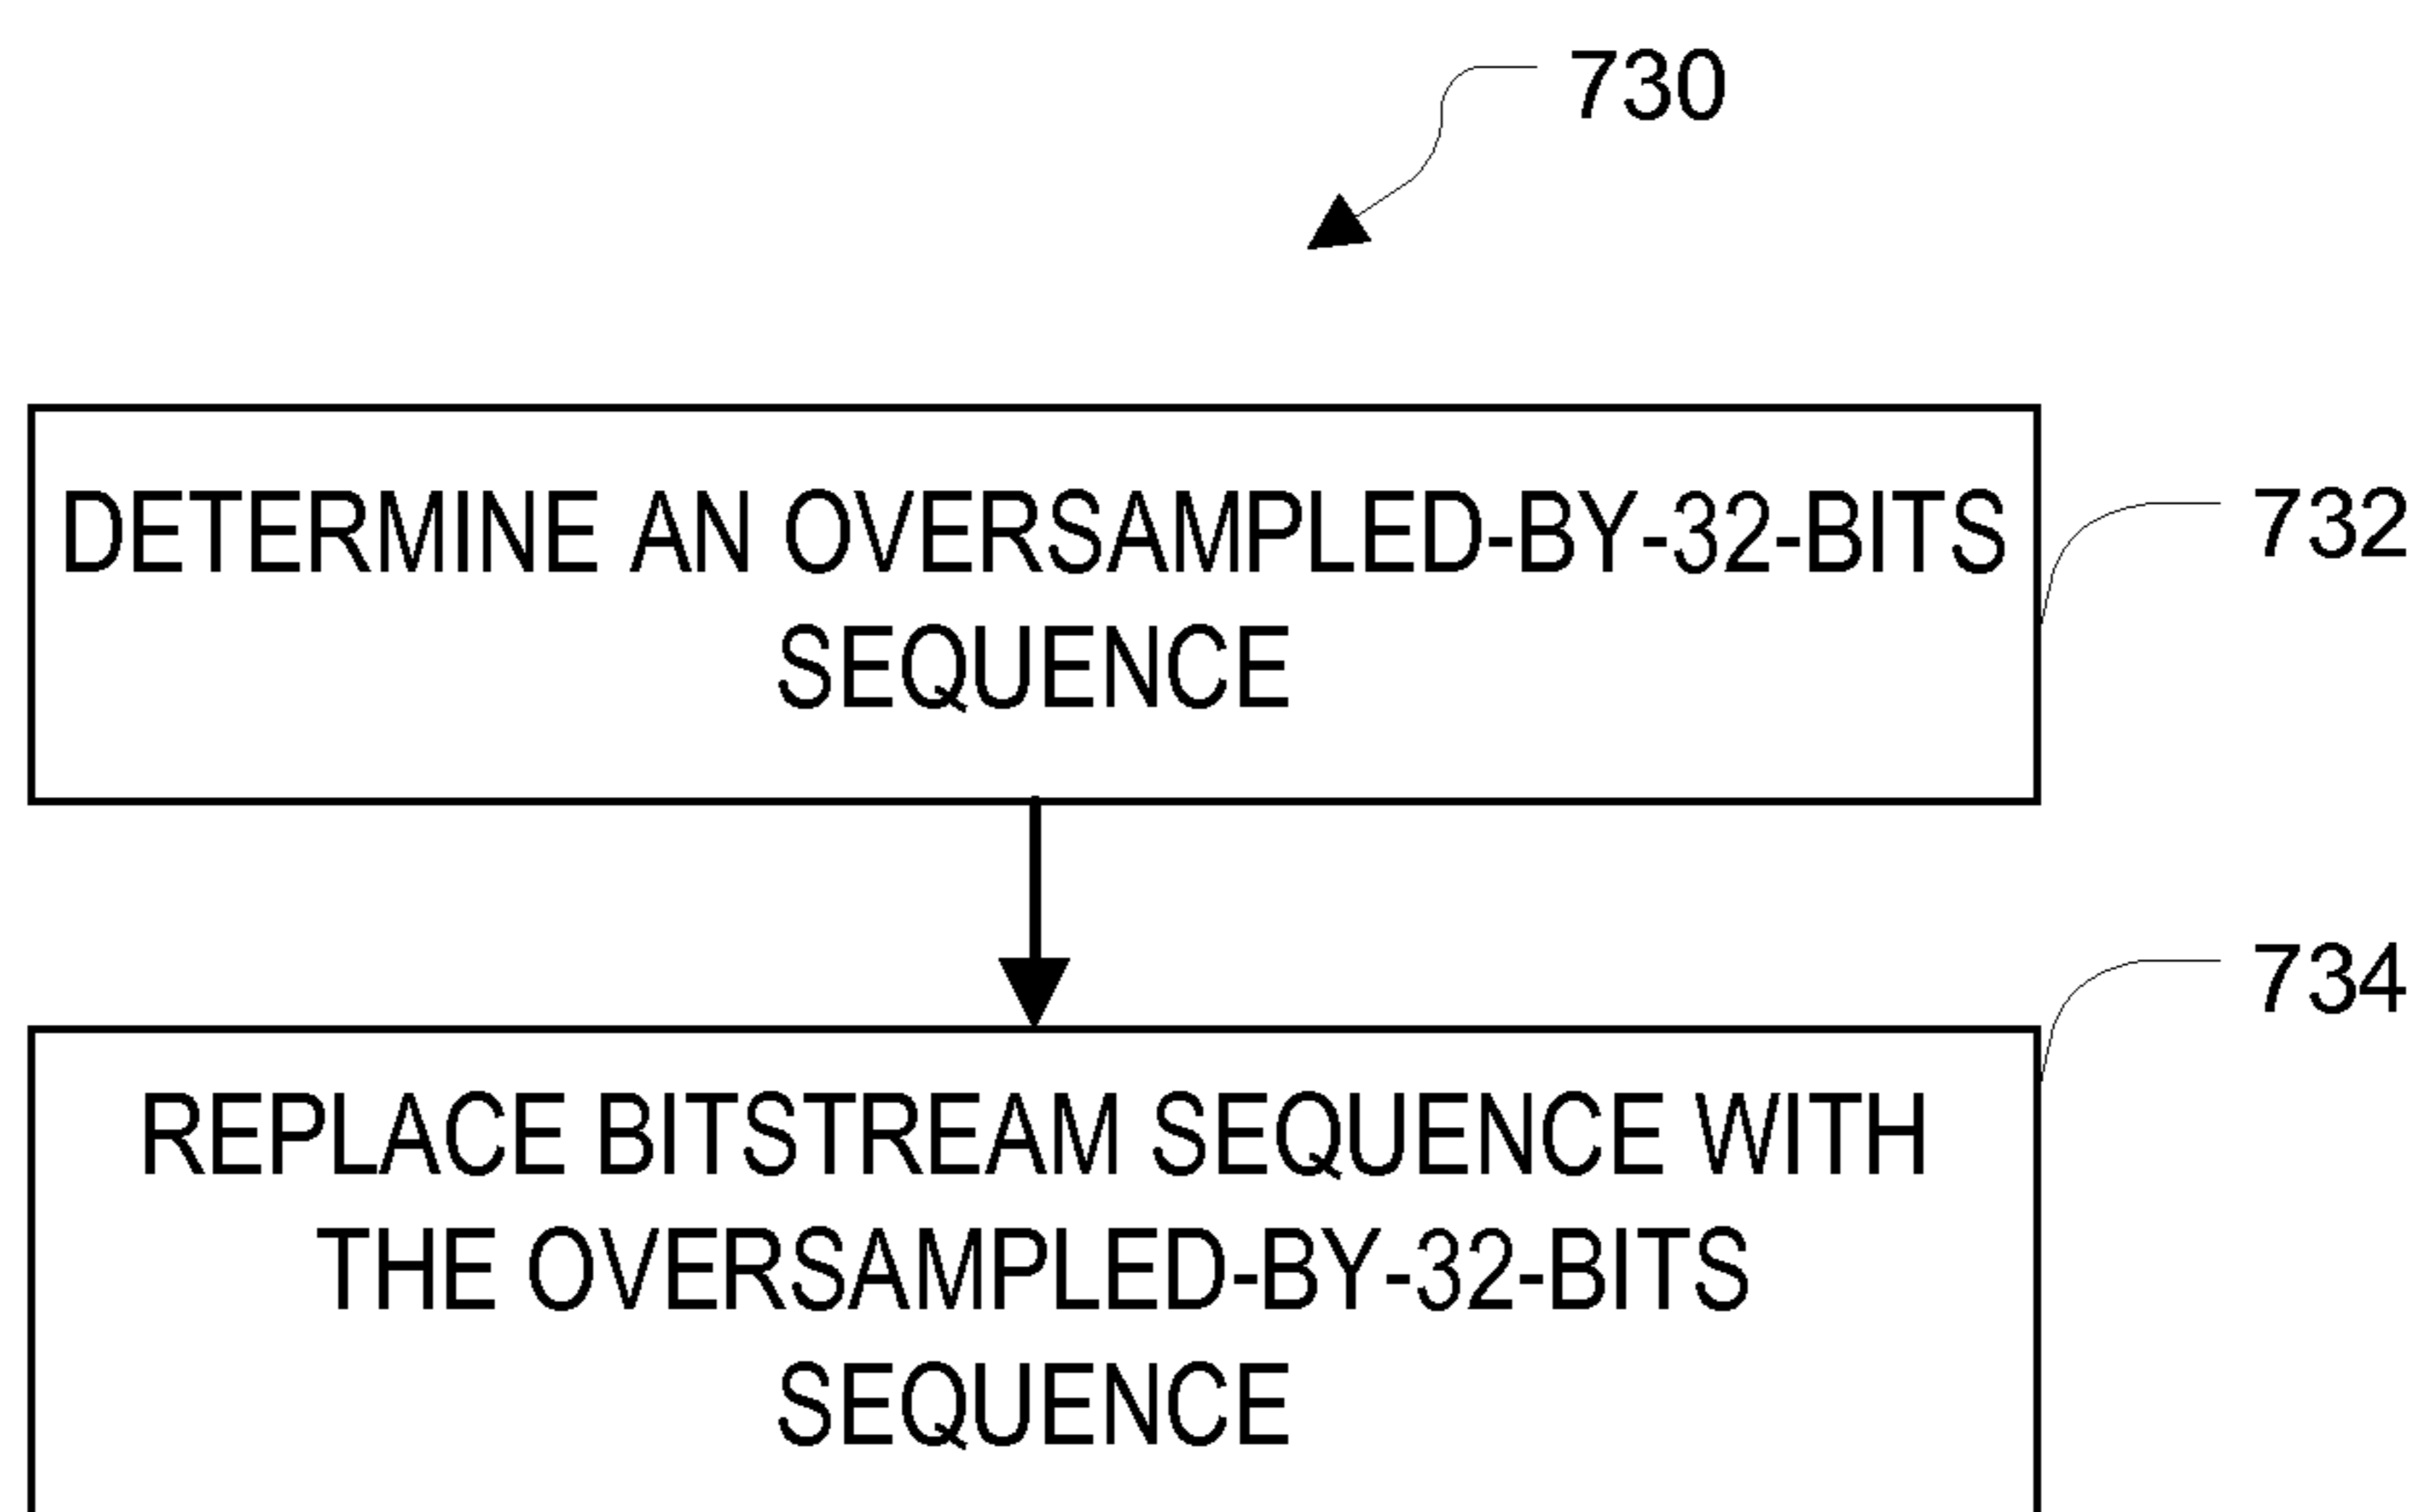 730
DETERMINE AN OVERSAMPLED-BY-32-BITS
SEQUENCE
732
734
REPLACE BITSTREAM SEQUENCE WITH
THE OVERSAMPLED-BY-32-BITS
SEQUENCE